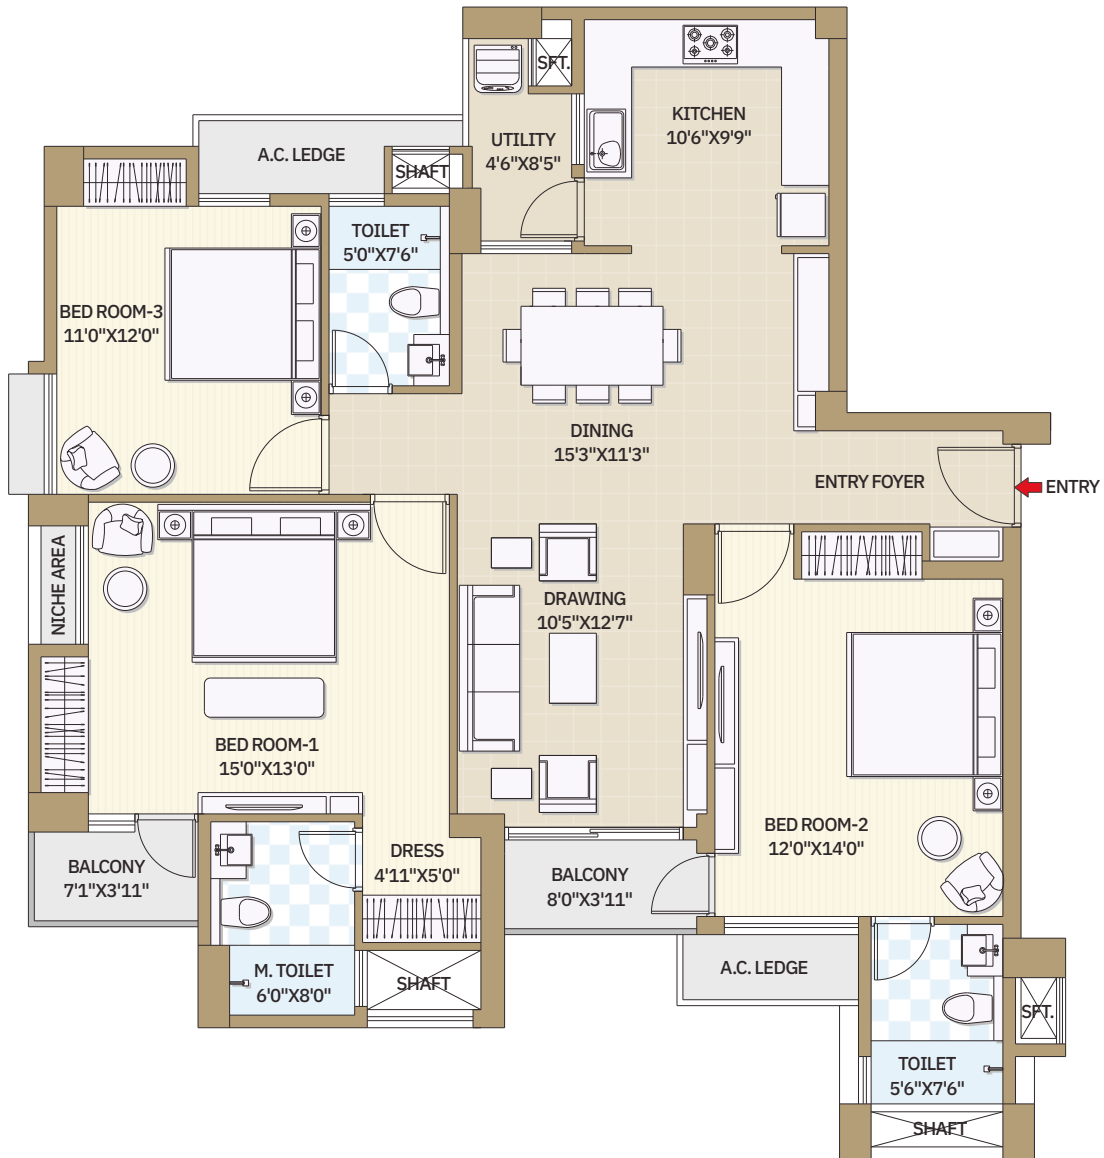 SFT.
KITCHEN
10'6"X9'9"
UTILITY
4'6"X8'5"
A.C. LEDGE
SHAFT
TOILET
5'0"X7'6"
BED ROOM-3
11'0"X12'0"
DINING
15'3"X11'3"
ENTRY FOYER
ENTRY
NICHE AREA
DRAWING
10'5"X12'7"
BED ROOM-1
15'0"X13'0"
BED ROOM-2
12'0"X14'0"
DRESS
4'11"X5'0"
BALCONY
7'1"X3'11"
BALCONY
8'0"X3'11"
M. TOILET
6'0"X8'0"
SHAFT
A.C. LEDGE
SFT.
TOILET
5'6"X7'6"
SHAFT